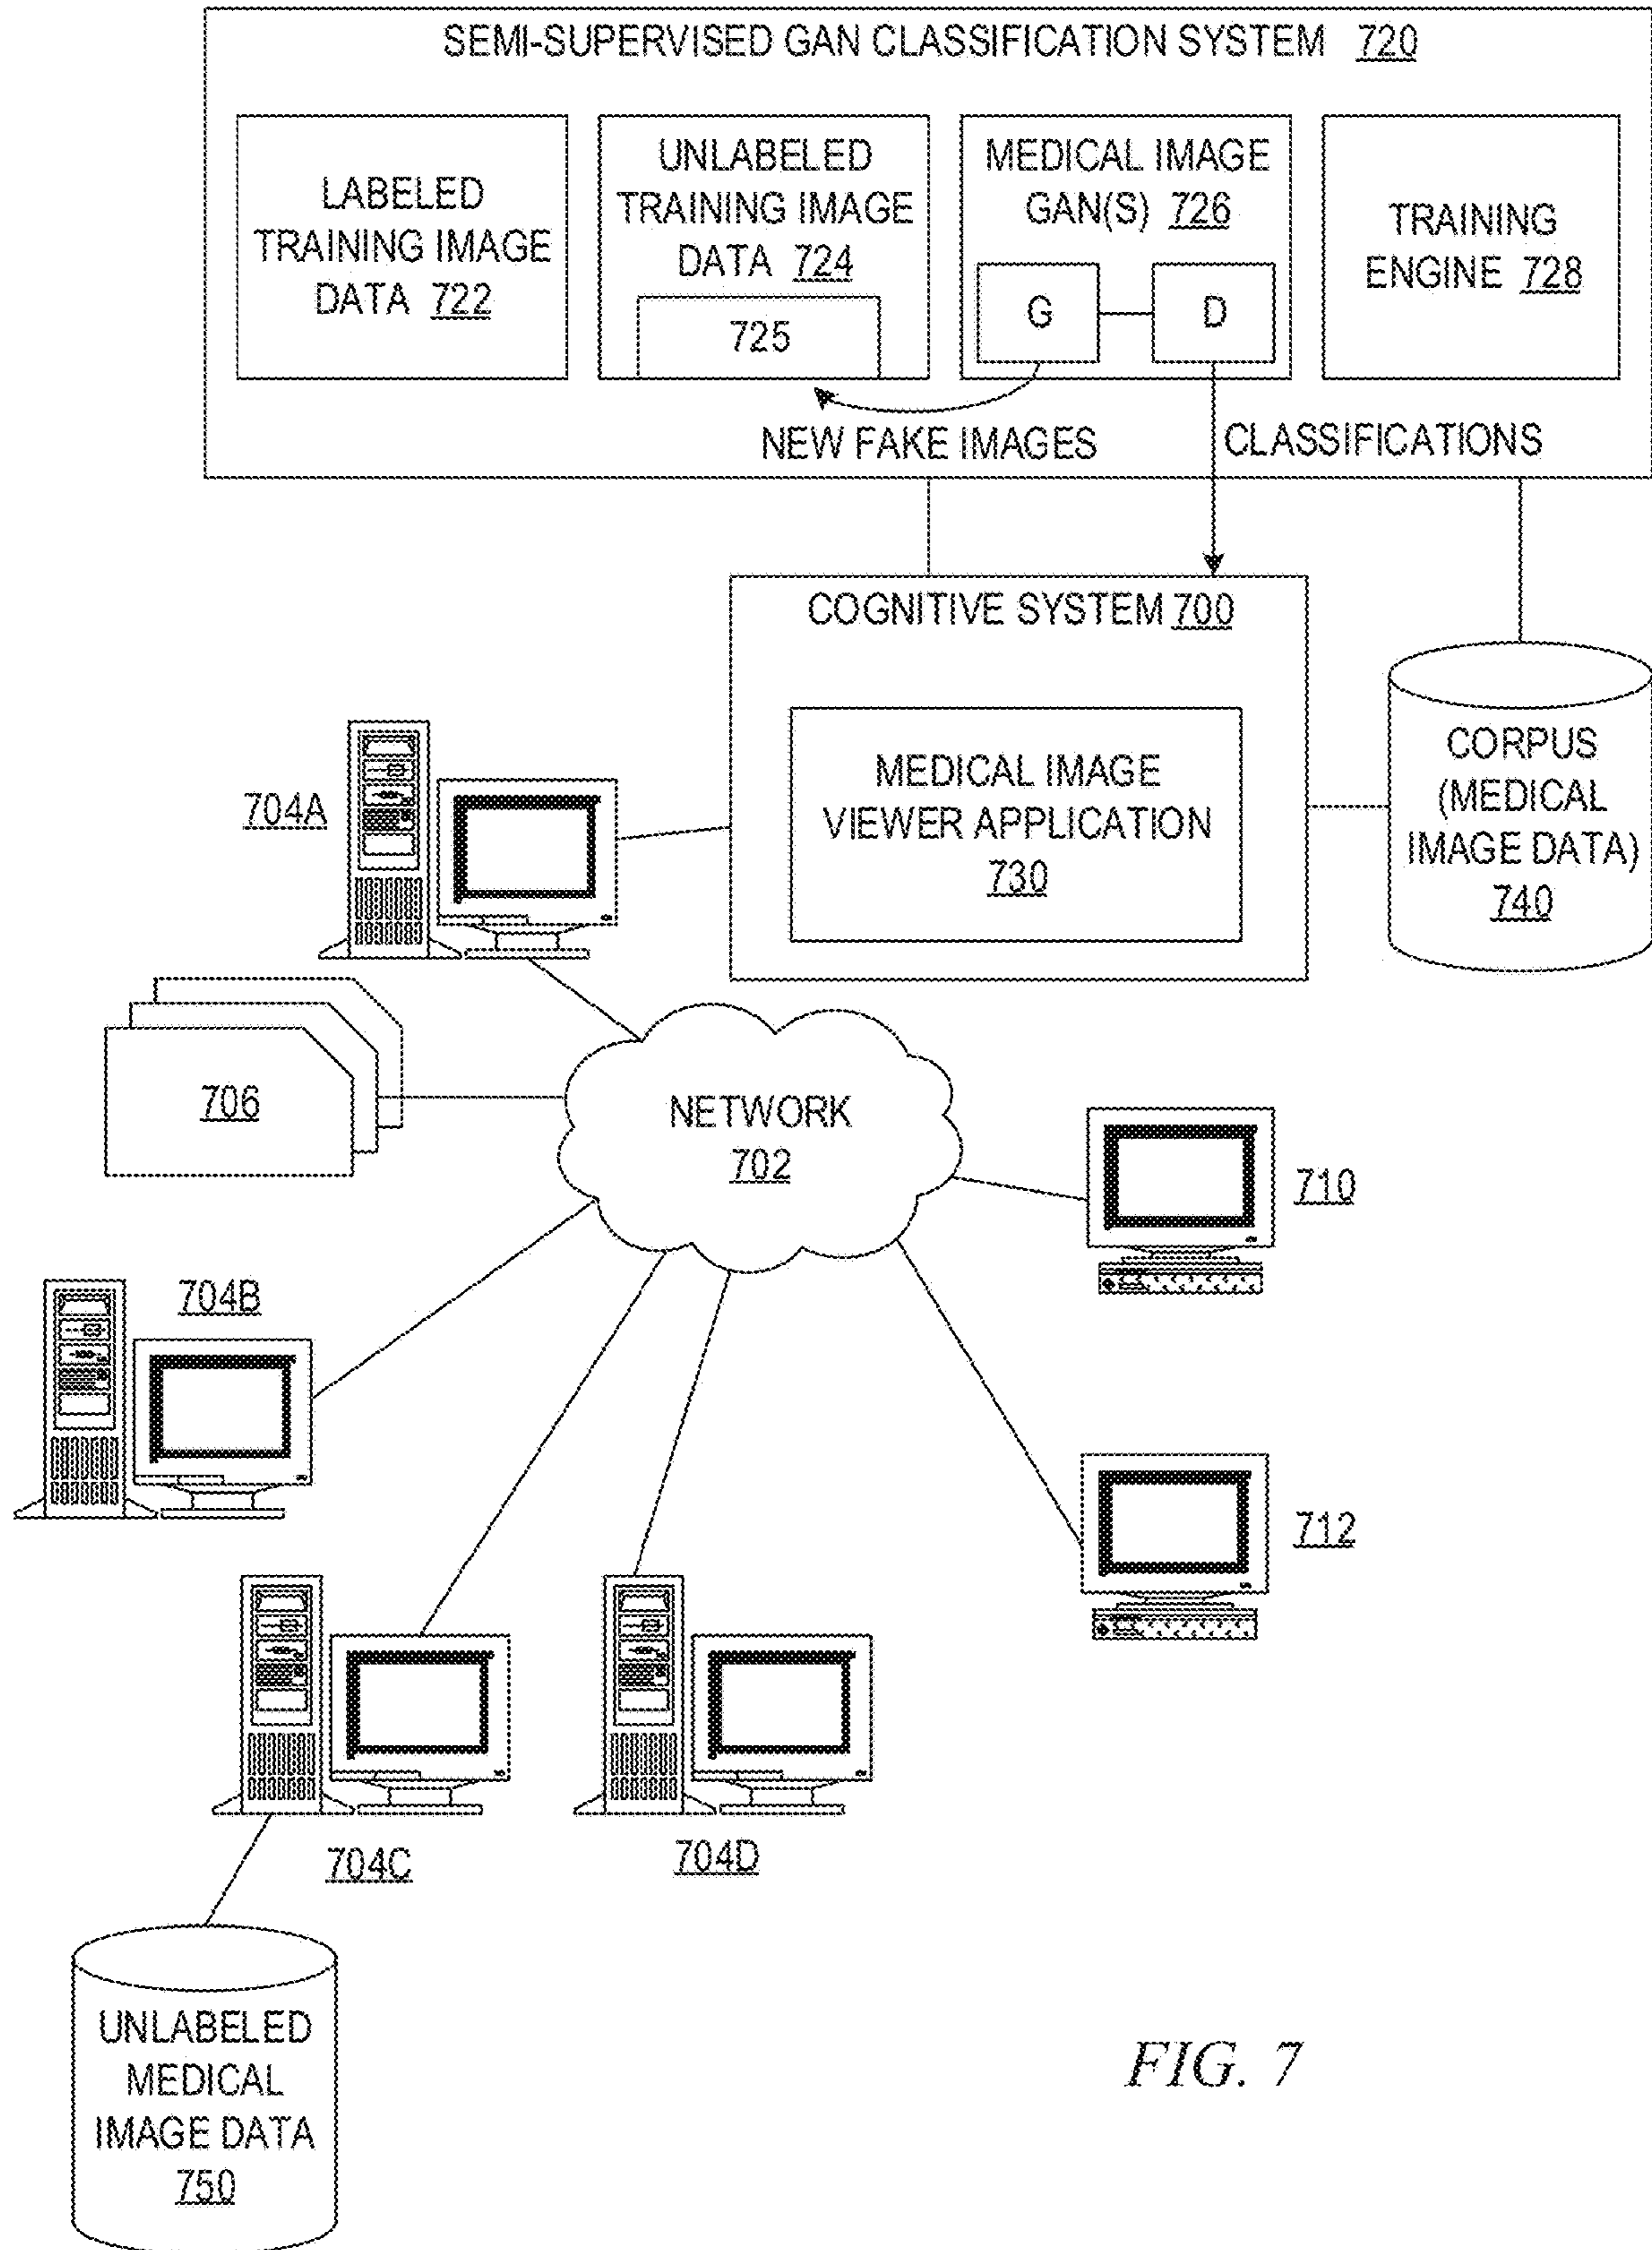 SEMI-SUPERVISED GAN CLASSIFICATION SYSTEM 720
LABELED
TRAINING IMAGE
DATA 722
UNLABELED
TRAINING IMAGE
DATA 724
725
MEDICAL IMAGE
GAN(S) 726
G
D
TRAINING
ENGINE 728
NEW FAKE IMAGES
CLASSIFICATIONS
COGNITIVE SYSTEM 700
MEDICAL IMAGE
VIEWER APPLICATION
730
CORPUS
(MEDICAL
IMAGE DATA)
740
704A
706
NETWORK
702
710
704B
712
704C
704D
UNLABELED
MEDICAL
IMAGE DATA
750
FIG. 7